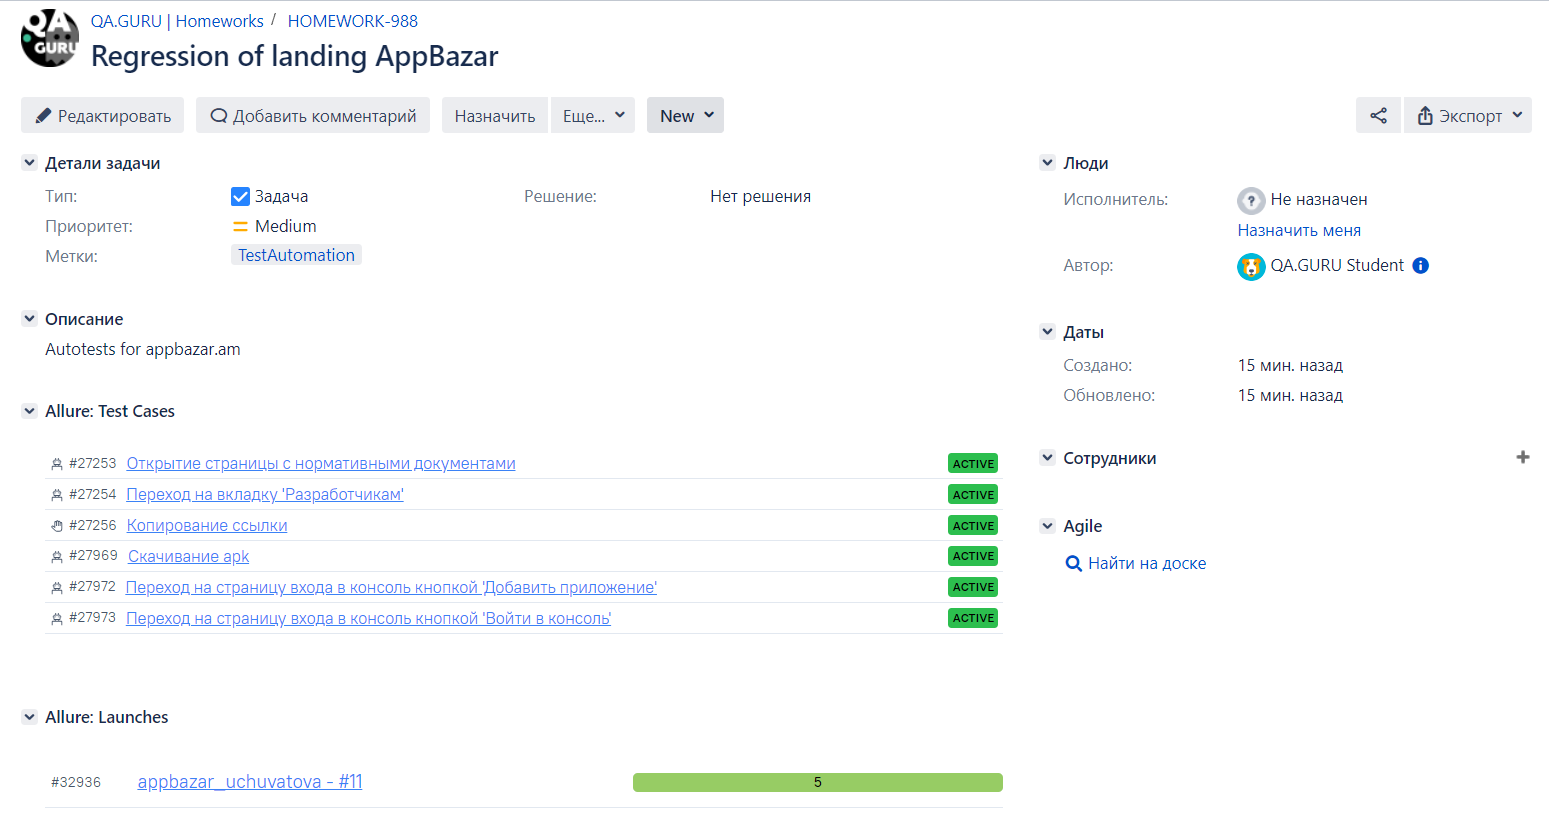 QA GURU
QA.GURU | Homeworks / HOMEWORK-988
Regression of landing AppBazar
Редактировать Добавить комментарий Назначить Еще... New Экспорт
Детали задачи
Тип: Задача Решение: Нет решения
Приоритет: Medium
Метки: TestAutomation
Описание
Autotests for appbazar.am
Allure: Test Cases
#27253 Открытие страницы с нормативными документами ACTIVE
#27254 Переход на вкладку 'Разработчикам' ACTIVE
#27256 Копирование ссылки ACTIVE
#27969 Скачивание apk ACTIVE
#27972 Переход на страницу входа в консоль кнопкой 'Добавить приложение' ACTIVE
#27973 Переход на страницу входа в консоль кнопкой 'Войти в консоль' ACTIVE
Allure: Launches
#32936 appbazar_uchuvatova - #11 5
Люди
Исполнитель: Не назначен
Назначить меня
Автор: QA.GURU Student
Даты
Создано: 15 мин. назад
Обновлено: 15 мин. назад
Сотрудники
Agile
Найти на доске